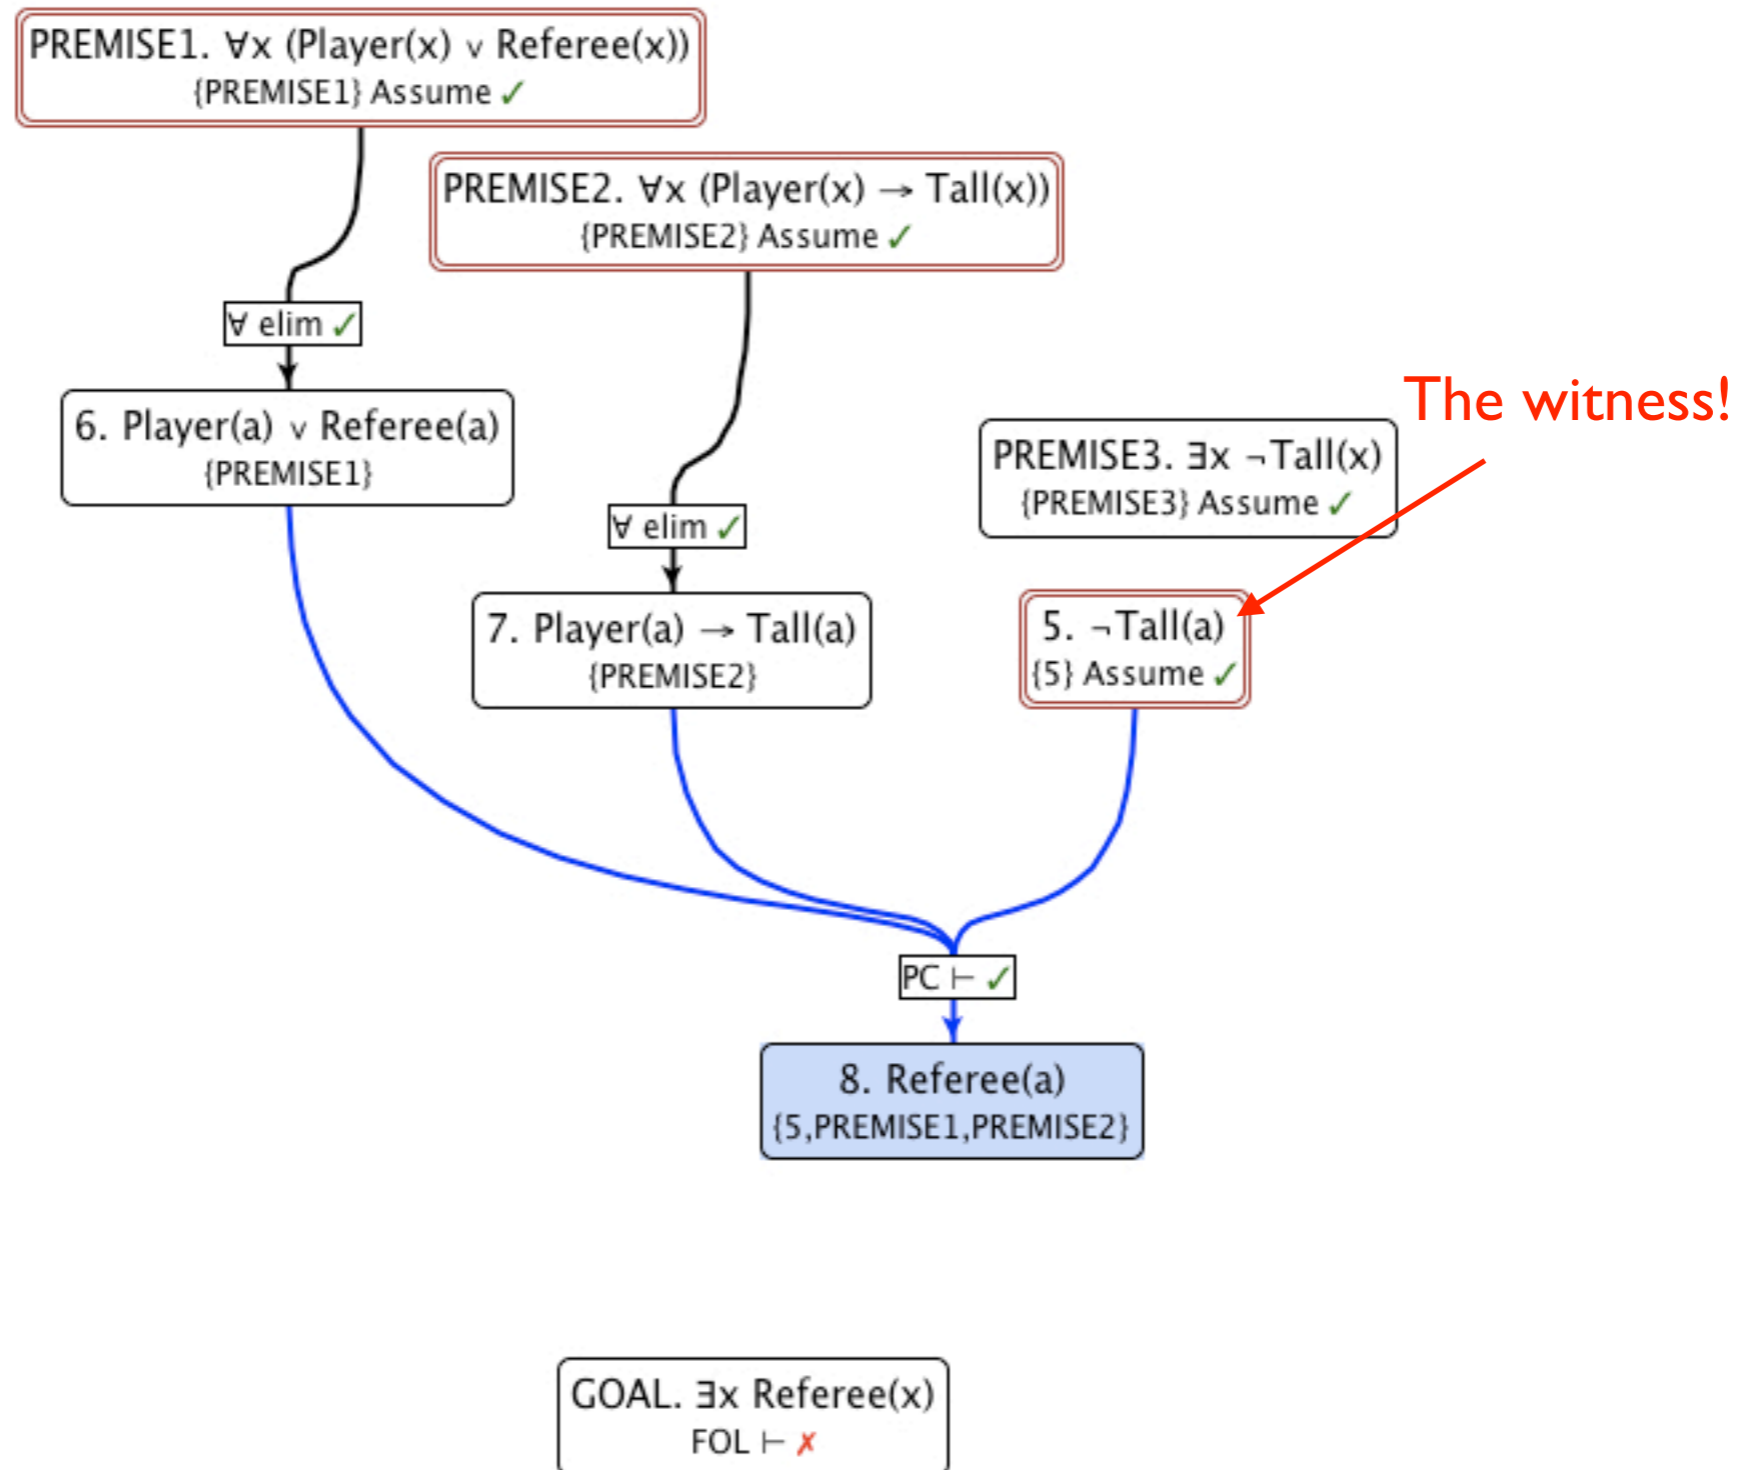 PREMISE1. ∀x (Player(x) ∨ Referee(x))
{PREMISE1} Assume ✓
PREMISE2. ∀x (Player(x) → Tall(x))
{PREMISE2} Assume ✓
∀ elim ✓
The witness!
6. Player(a) ∨ Referee(a)
{PREMISE1}
PREMISE3. ∃x ¬Tall(x)
{PREMISE3} Assume ✓
∀ elim ✓
7. Player(a) → Tall(a)
{PREMISE2}
5. ¬Tall(a)
{5} Assume ✓
PC ⊢ ✓
8. Referee(a)
{5,PREMISE1,PREMISE2}
GOAL. ∃x Referee(x)
FOL ⊢ ✗